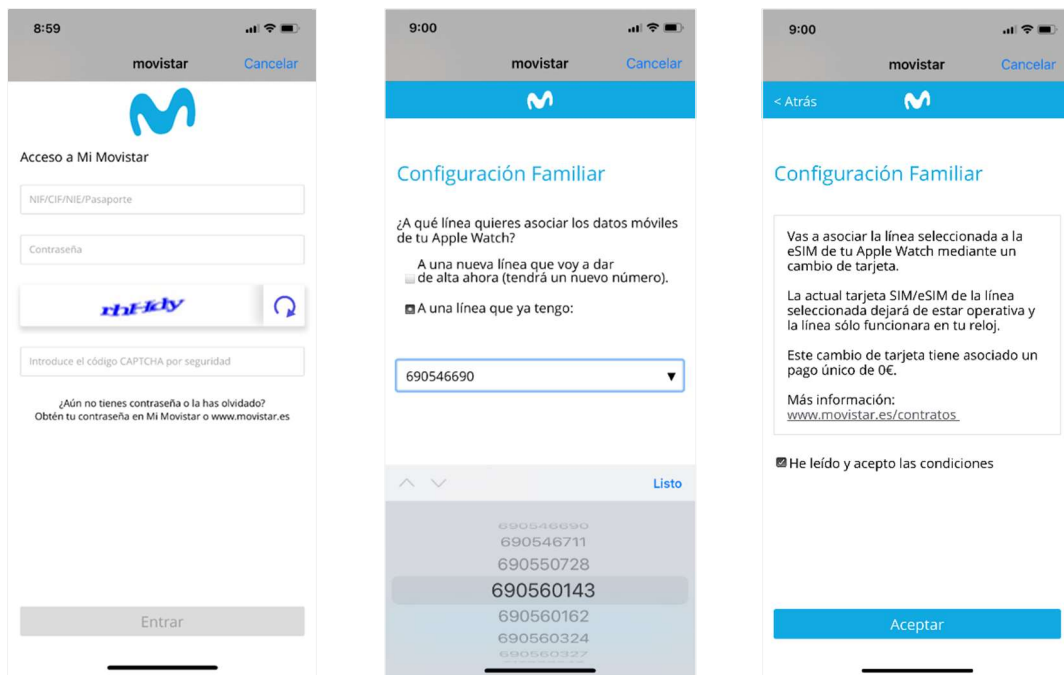 8:59
movistar Cancelar
Acceso a Mi Movistar
NIF/CIF/NIE/Pasaporte
Contraseña
Introduce el código CAPTCHA por seguridad
¿Aún no tienes contraseña o la has olvidado?
Obtén tu contraseña en Mi Movistar o www.movistar.es
Entrar
9:00
movistar Cancelar
Configuración Familiar
¿A qué línea quieres asociar los datos móviles
de tu Apple Watch?
A una nueva línea que voy a dar
de alta ahora (tendrá un nuevo número).
A una línea que ya tengo:
690546690
Listo
690546690
690546711
690550728
690560143
690560162
690560324
690560327
9:00
movistar Cancelar
< Atrás
Configuración Familiar
Vas a asociar la línea seleccionada a la
eSIM de tu Apple Watch mediante un
cambio de tarjeta.
La actual tarjeta SIM/eSIM de la línea
seleccionada dejará de estar operativa y
la línea sólo funcionara en tu reloj.
Este cambio de tarjeta tiene asociado un
pago único de 0€.
Más información:
www.movistar.es/contratos
He leído y acepto las condiciones
Aceptar